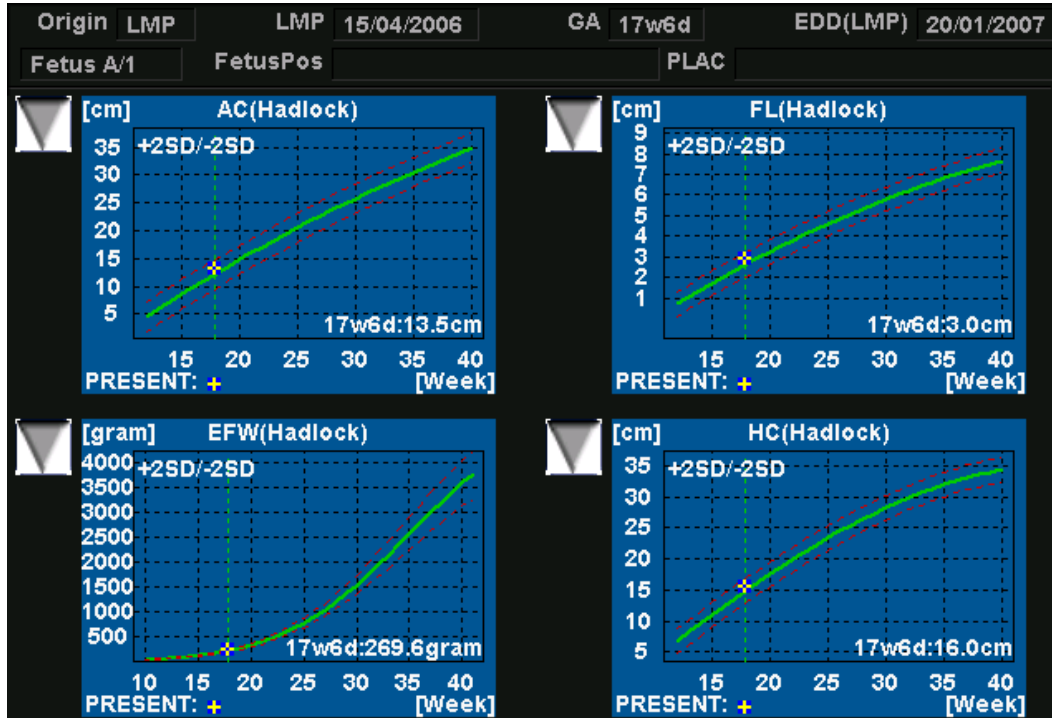 Origin LMP LMP 15/04/2006 GA 17w6d EDD(LMP) 20/01/2007
Fetus A/1 FetusPos PLAC
[cm] AC(Hadlock)
+2SD/-2SD
35
30
25
20
15
10
5
17w6d:13.5cm
15 20 25 30 35 40
PRESENT: [Week]
[cm] FL(Hadlock)
9
+2SD/-2SD
8
7
6
5
4
3
2
1
17w6d:3.0cm
15 20 25 30 35 40
PRESENT: [Week]
[gram] EFW(Hadlock)
4000 +2SD/-2SD
3500
3000
2500
2000
1500
1000
500
17w6d:269.6gram
10 15 20 25 30 35 40
PRESENT: [Week]
[cm] HC(Hadlock)
35 +2SD/-2SD
30
25
20
15
10
5
17w6d:16.0cm
15 20 25 30 35 40
PRESENT: [Week]